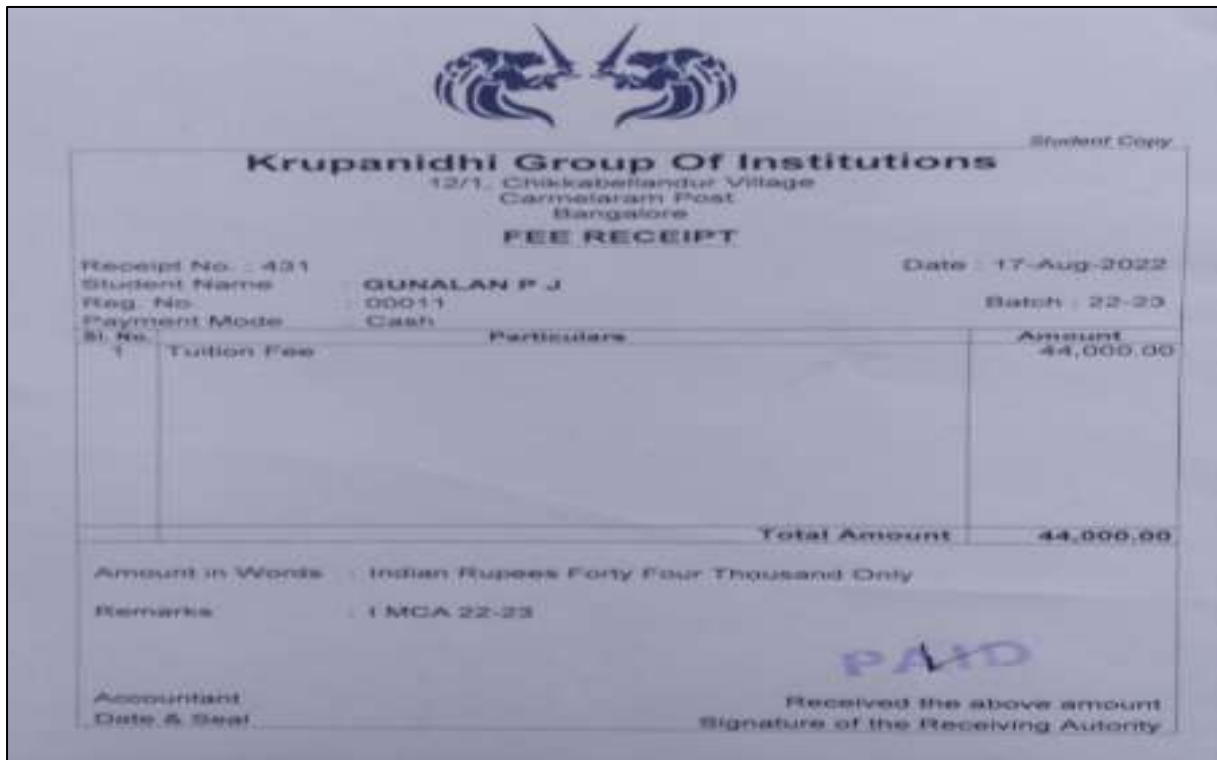 Student Copy
Krupanidhi Group Of Institutions
12/1, Chikkabellandur Village
Carmelaram Post
Bangalore
FEE RECEIPT
Receipt No. : 431 Date : 17-Aug-2022
Student Name : GUNALAN P J
Reg. No. : 00011 Batch : 22-23
Payment Mode : Cash
Sl. No. Particulars Amount
1 Tuition Fee 44,000.00
Total Amount 44,000.00
Amount in Words : Indian Rupees Forty Four Thousand Only
Remarks : I MCA 22-23
PAID
Accountant Received the above amount
Date & Seal Signature of the Receiving Autority